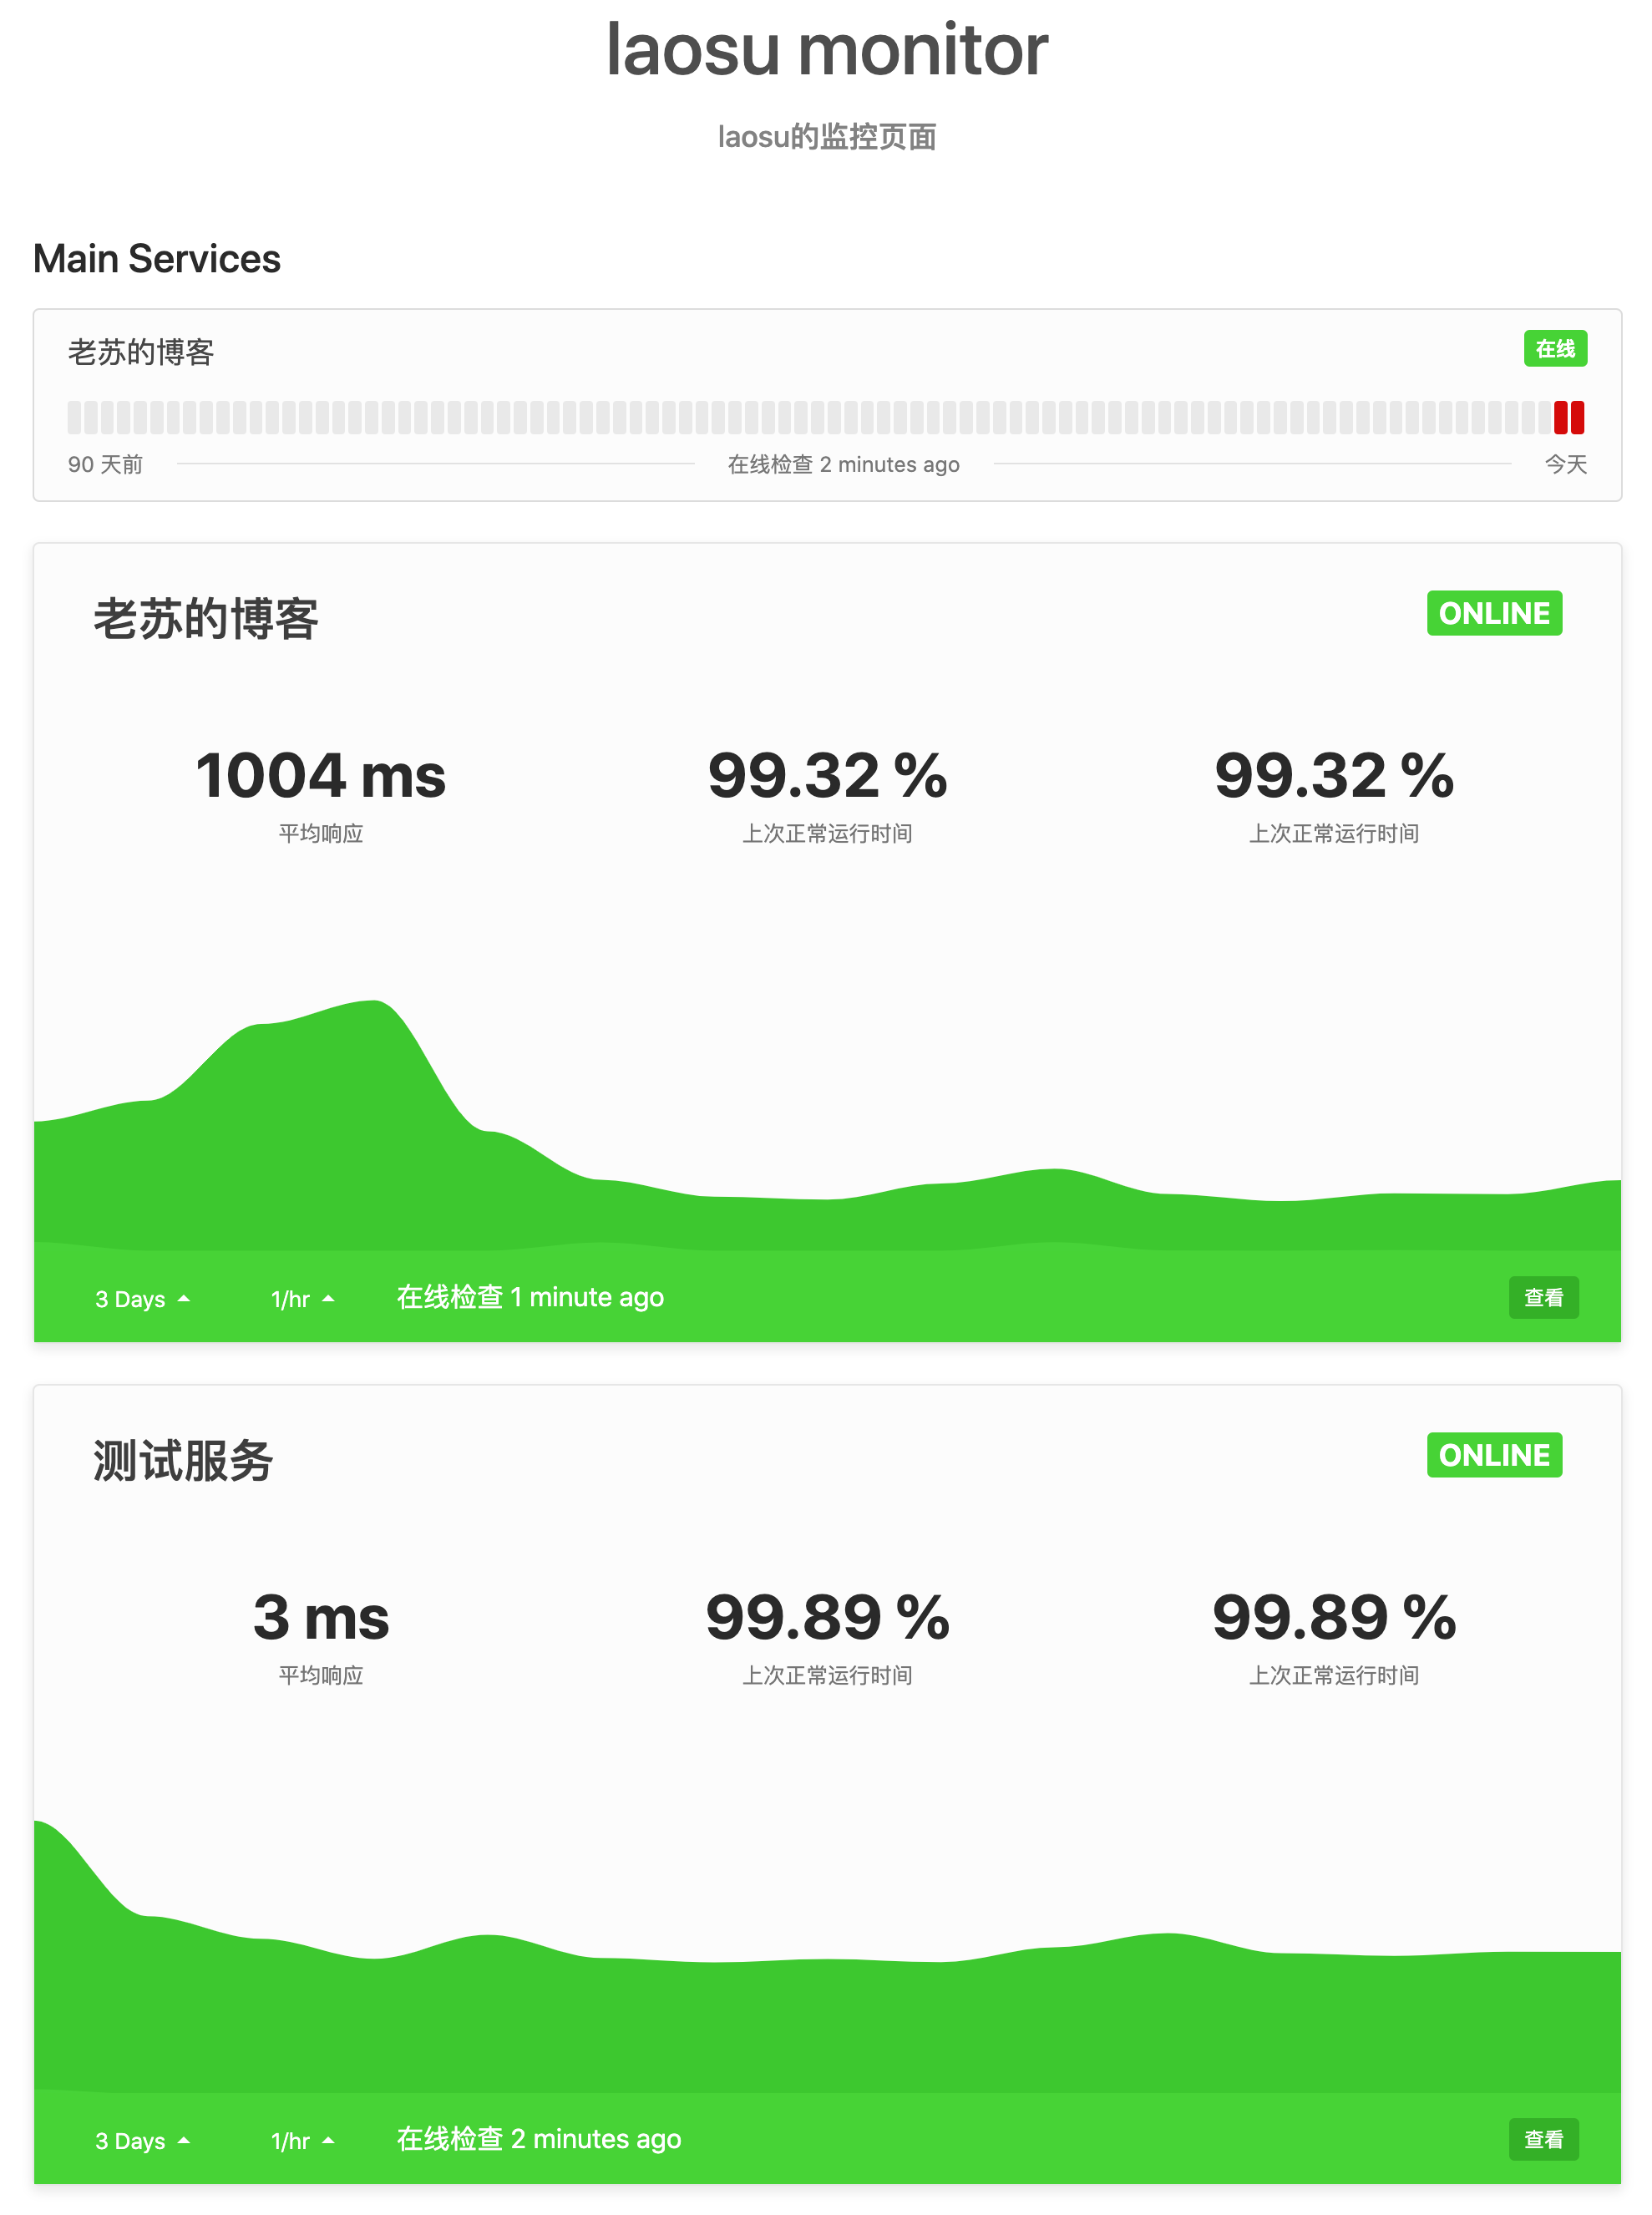 laosu monitor
laosu的监控页面
Main Services
老苏的博客
在线
90 天前
在线检查 2 minutes ago
今天
老苏的博客
ONLINE
1004 ms
99.32 %
99.32 %
平均响应
上次正常运行时间
上次正常运行时间
3 Days
1/hr
在线检查 1 minute ago
查看
测试服务
ONLINE
3 ms
99.89 %
99.89 %
平均响应
上次正常运行时间
上次正常运行时间
3 Days
1/hr
在线检查 2 minutes ago
查看